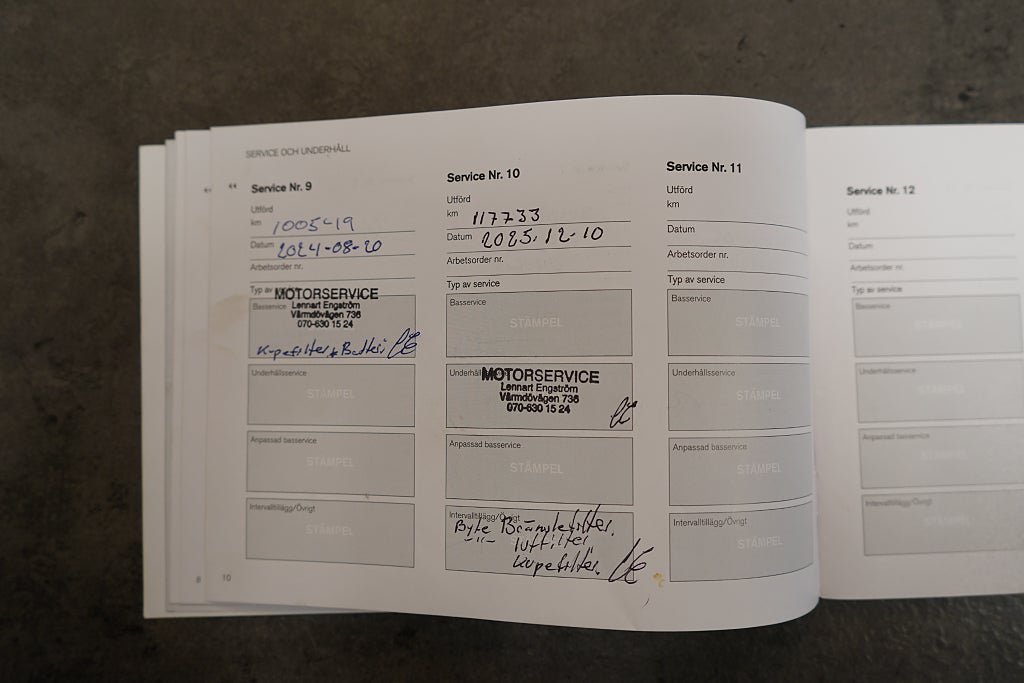 SERVICE OCH UNDERHÅLL
Service Nr. 9
Utförd
km 100549
Datum 2024-08-20
Arbetsorder nr.
Typ av service
Basservice
MOTORSERVICE
Lennart Engström
Värmdövägen 736
070-630 15 24
Kupefilter + Batteri
Underhållsservice
STÄMPEL
Anpassad basservice
STÄMPEL
Intervalltillägg/Övrigt
STÄMPEL
8
10
Service Nr. 10
Utförd
km 117733
Datum 2025.12-10
Arbetsorder nr.
Typ av service
Basservice
STÄMPEL
MOTORSERVICE
Lennart Engström
Värmdövägen 736
070-630 15 24
Anpassad basservice
STÄMPEL
Intervalltillägg/Övrigt
Byte Bränslefilter.
-"- luftfilter
kupefilter.
Service Nr. 11
Utförd
km
Datum
Arbetsorder nr.
Typ av service
Basservice
STÄMPEL
Underhållsservice
STÄMPEL
Anpassad basservice
STÄMPEL
Intervalltillägg/Övrigt
STÄMPEL
Service Nr. 12
Utförd
km
Datum
Arbetsorder nr.
Typ av service
Basservice
STÄMPEL
Underhållsservice
STÄMPEL
Anpassad basservice
STÄMPEL
Intervalltillägg/Övrigt